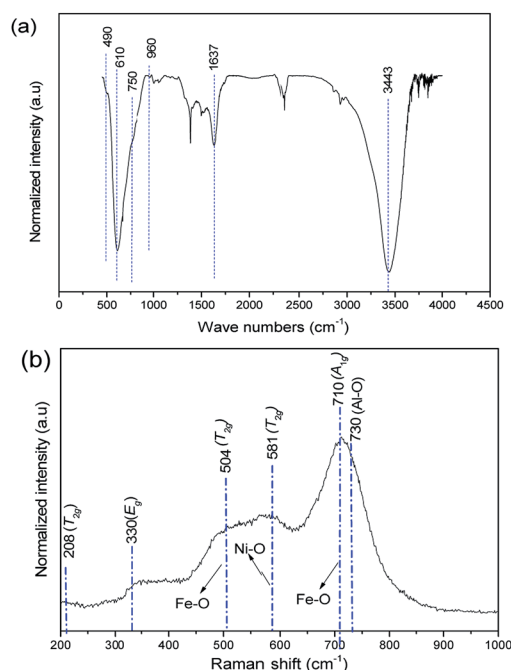 (a)
490
610
750
960
1637
3443
Normalized intensity (a.u)
0 500 1000 1500 2000 2500 3000 3500 4000 4500
Wave numbers (cm⁻¹)
(b)
208 (T2g)
330(Eg)
504 (T2g)
581 (T2g)
710 (A1g)
730 (Al-O)
Normalized intensity (a.u)
Fe-O
Ni-O
Fe-O
200 300 400 500 600 700 800 900 1000
Raman shift (cm⁻¹)